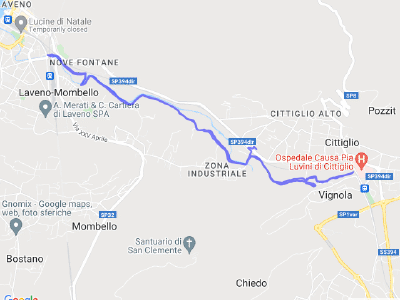 AVENO
Lucine di Natale
Temporarily closed
NOVE FONTANE
SP394dir
Laveno-Mombello
A. Merati & C. Cartiera
di Laveno SPA
Via XXV Aprile
SP8
CITTIGLIO ALTO
Pozzit
Cittiglio
SP394dir
Ospedale Causa Pia
Luvini di Cittiglio
ZONA
INDUSTRIALE
SP394dir
Vignola
Gnomix - Google maps,
web, foto sferiche
SP32
Mombello
SP1var
Santuario di
San Clemente
SS394
Bostano
Chiedo
Google